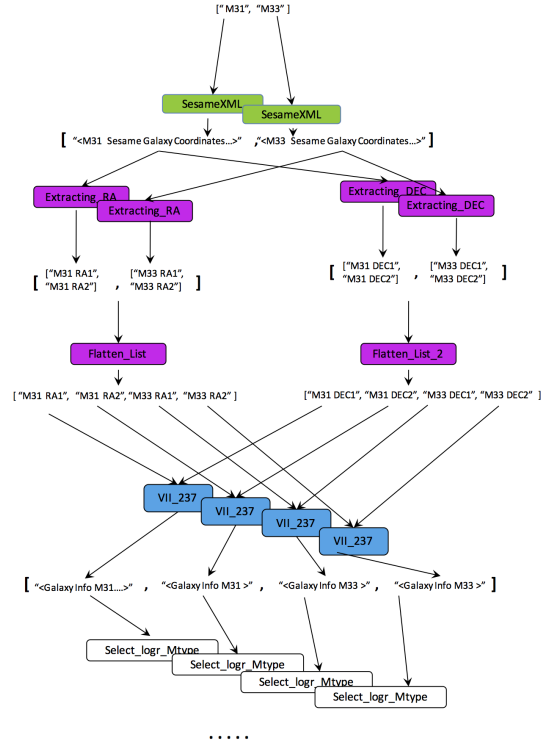 ["M31", "M33" ]
SesameXML
SesameXML
[ "<M31 Sesame Galaxy Coordinates...>" ,"<M33 Sesame Galaxy Coordinates...>" ]
Extracting_RA
Extracting_RA
Extracting_DEC
Extracting_DEC
[ ["M31 RA1", "M31 RA2"] , ["M33 RA1", "M33 RA2"] ]
[ ["M31 DEC1", "M31 DEC2"] , ["M33 DEC1", "M33 DEC2"] ]
Flatten_List
Flatten_List_2
["M31 RA1", "M31 RA2", "M33 RA1", "M33 RA2" ]
["M31 DEC1", "M31 DEC2", "M33 DEC1", "M33 DEC2" ]
VII_237
VII_237
VII_237
VII_237
[ "<Galaxy Info M31....>" , "<Galaxy Info M31 >" , "<Galaxy Info M33 >" , "<Galaxy Info M33 >" ]
Select_logr_Mtype
Select_logr_Mtype
Select_logr_Mtype
Select_logr_Mtype
.....